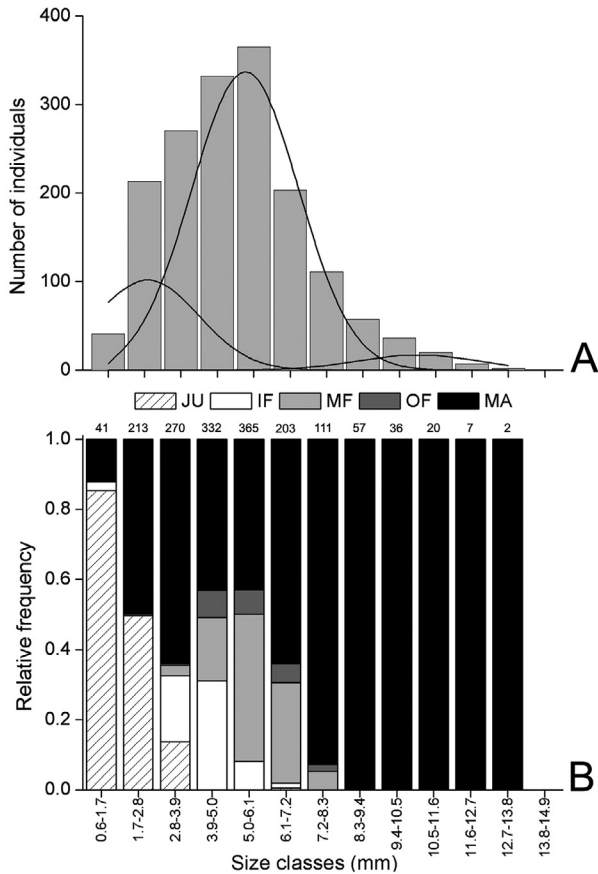 400
300
200
100
0
Number of individuals
A
JU IF MF OF MA
41 213 270 332 365 203 111 57 36 20 7 2
1.0
0.8
0.6
0.4
0.2
0.0
Relative frequency
B
0.6-1.7 1.7-2.8 2.8-3.9 3.9-5.0 5.0-6.1 6.1-7.2 7.2-8.3 8.3-9.4 9.4-10.5 10.5-11.6 11.6-12.7 12.7-13.8 13.8-14.9
Size classes (mm)